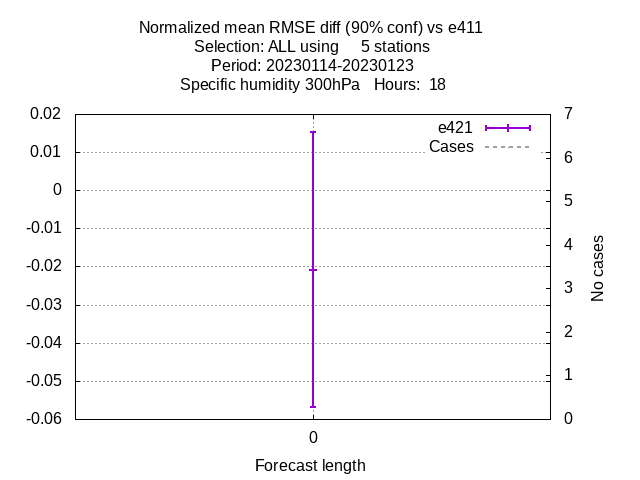 Normalized mean RMSE diff (90% conf) vs e411
Selection: ALL using     5 stations
Period: 20230114-20230123
Specific humidity 300hPa   Hours:  18
0.02
0.01
0
-0.01
-0.02
-0.03
-0.04
-0.05
-0.06
7
6
5
4
3
2
1
0
e421
Cases
No cases
0
Forecast length